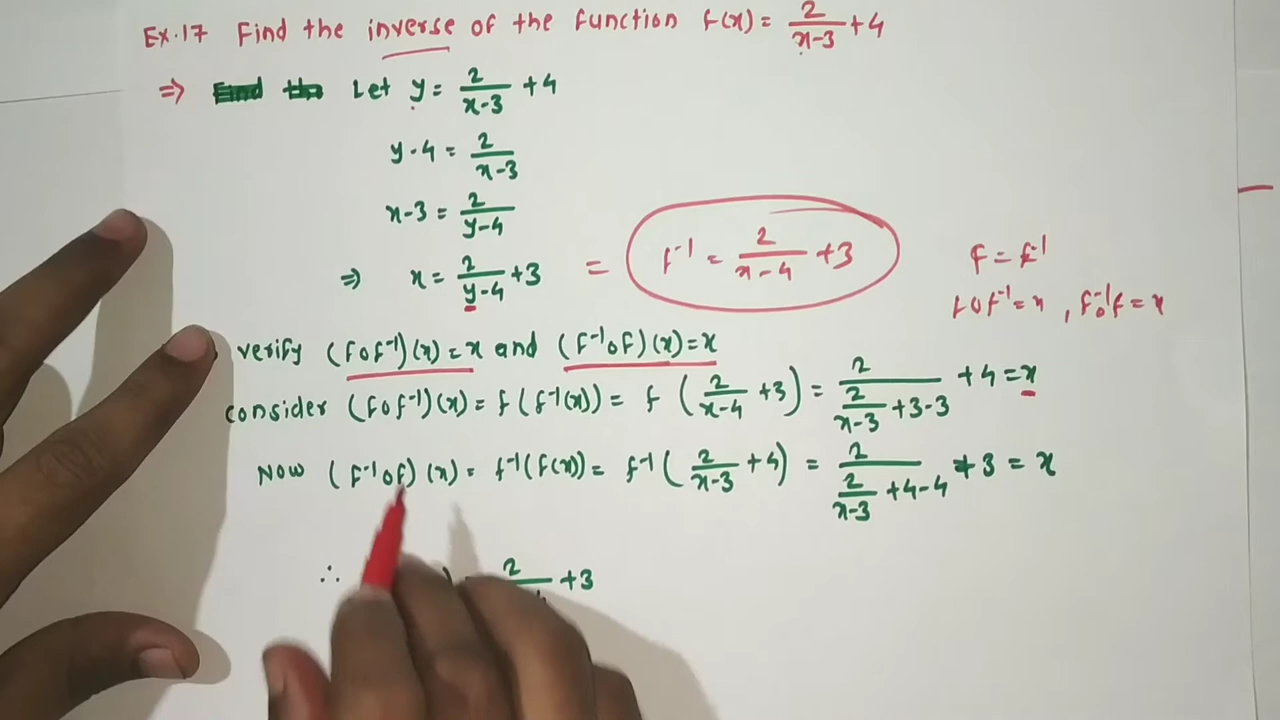 Ex.17 Find the inverse of the function f(x) = 2/(x-3) + 4
⇒ Find the Let y = 2/(x-3) + 4
y-4 = 2/(x-3)
x-3 = 2/(y-4)
⇒ x = 2/(y-4) + 3 = f⁻¹ = 2/(x-4) + 3
f = f⁻¹
fof⁻¹ = x , f⁻¹of = x
verify (fof⁻¹)(x) = x and (f⁻¹of)(x) = x
consider (fof⁻¹)(x) = f(f⁻¹(x)) = f(2/(x-4) + 3) = 2/(2/(x-3) + 3-3) + 4 = x
Now (f⁻¹of)(x) = f⁻¹(f(x)) = f⁻¹(2/(x-3) + 4) = 2/(2/(x-3) + 4-4) + 3 = x
∴ 2 + 3